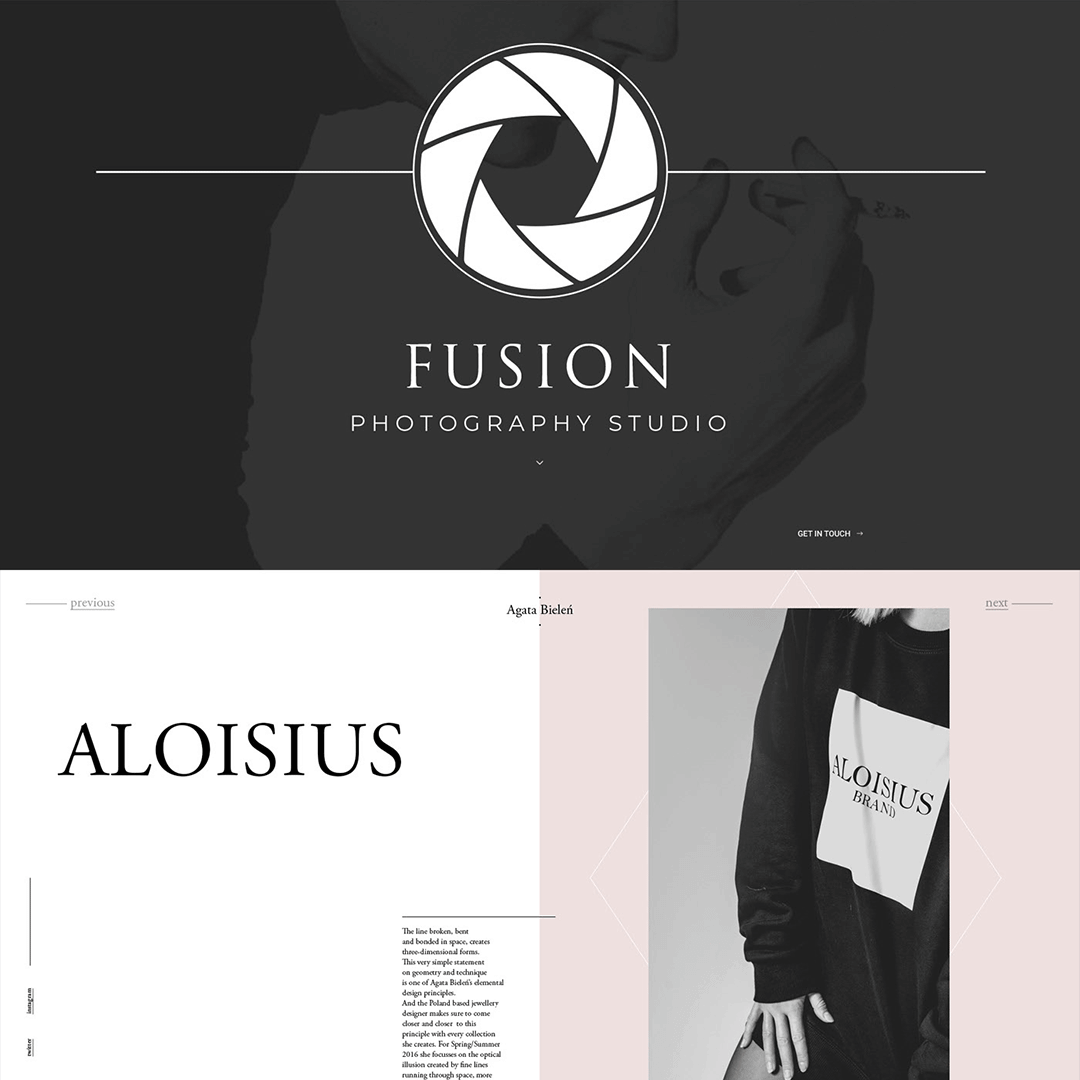 FUSION
PHOTOGRAPHY STUDIO
GET IN TOUCH
previous
Agata Bieleń
next
ALOISIUS
ALOISIUS
BRAND
The line broken, bent
and bonded in space, creates
three-dimensional forms.
This very simple statement
on geometry and technique
is one of Agata Bieleń's elemental
design principles.
And the Poland based jewellery
designer makes sure to come
closer and closer to this
principle with every collection
she creates. For Spring/Summer
2016 she focusses on the optical
illusion created by fine lines
running through space, more
instagram
twitter